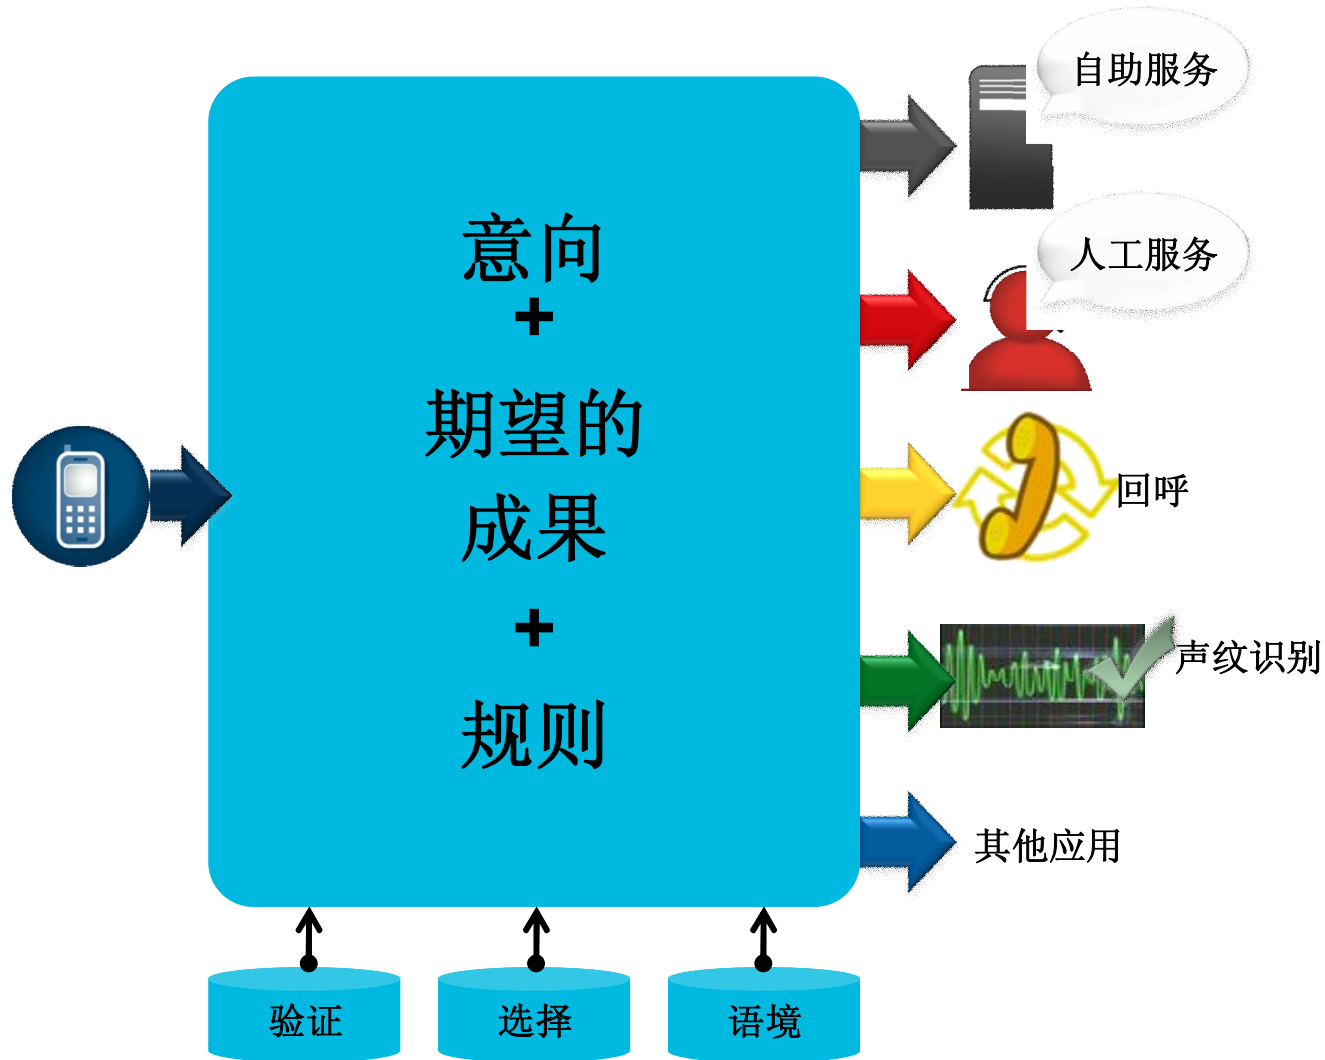 自助服务
人工服务
意向
+
期望的
成果
+
规则
回呼
声纹识别
其他应用
验证
选择
语境